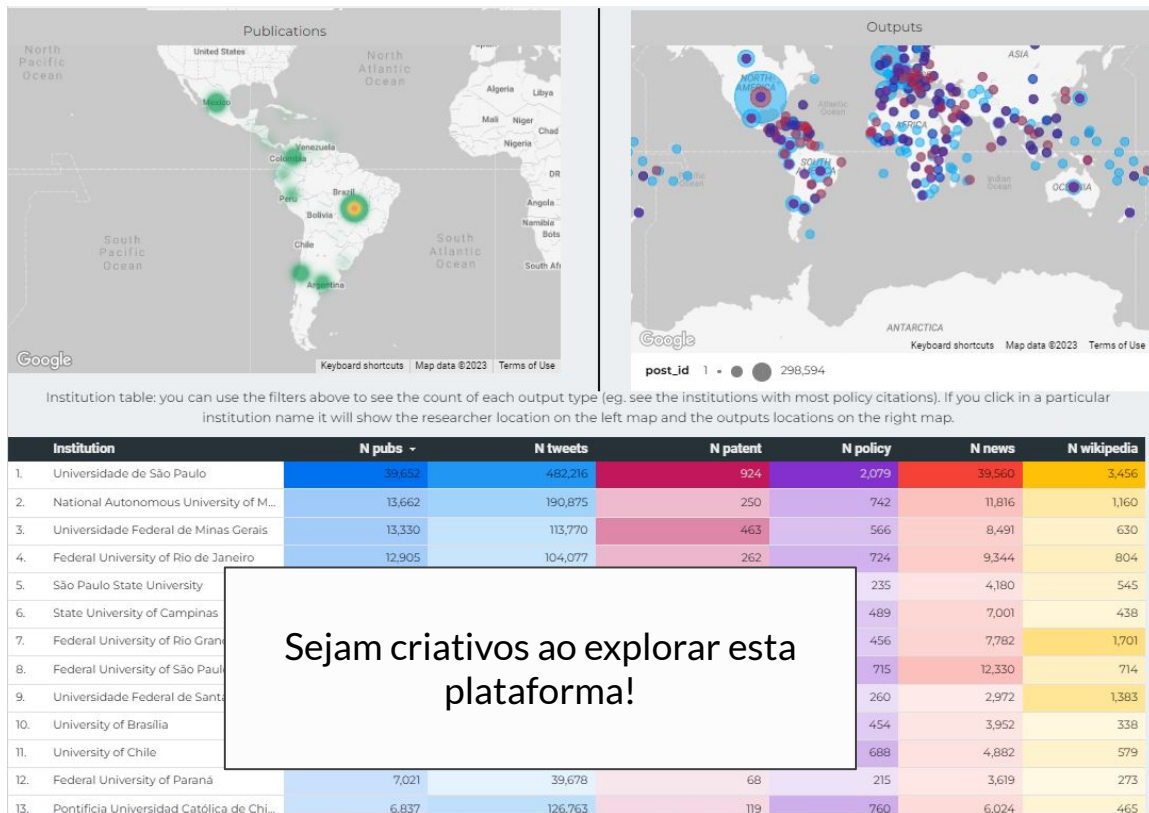 Publications
North
Pacific
Ocean
United States
North
Atlantic
Ocean
Algeria
Libya
Mexico
Mali
Niger
Chad
Nigeria
Venezuela
Colombia
DR
Peru
Brazil
Bolivia
Angola
Namibia
Bots
Chile
South
Pacific
Ocean
South
Atlantic
Ocean
South Afr
Argentina
Google
Keyboard shortcuts
Map data ©2023
Terms of Use
Outputs
ASIA
NORTH
AMERICA
Atlantic
Ocean
AFRICA
SOUTH
AMERICA
Pacific
Ocean
Indian
Ocean
OCEANIA
ANTARCTICA
Google
Keyboard shortcuts
Map data ©2023
Terms of Use
post_id 1 298,594
Institution table: you can use the filters above to see the count of each output type (eg. see the institutions with most policy citations). If you click in a particular
institution name it will show the researcher location on the left map and the outputs locations on the right map.
Institution N pubs N tweets N patent N policy N news N wikipedia
1. Universidade de São Paulo 39,652 482,216 924 2,079 39,560 3,456
2. National Autonomous University of M... 13,662 190,875 250 742 11,816 1,160
3. Universidade Federal de Minas Gerais 13,330 113,770 463 566 8,491 630
4. Federal University of Rio de Janeiro 12,905 104,077 262 724 9,344 804
5. São Paulo State University 235 4,180 545
6. State University of Campinas 489 7,001 438
7. Federal University of Rio Gran 456 7,782 1,701
8. Federal University of São Paul 715 12,330 714
9. Universidade Federal de Santa 260 2,972 1,383
10. University of Brasília 454 3,952 338
11. University of Chile 688 4,882 579
12. Federal University of Paraná 7,021 39,678 68 215 3,619 273
13. Pontificia Universidad Católica de Chi... 6,837 126,763 119 760 6,024 465
Sejam criativos ao explorar esta
plataforma!